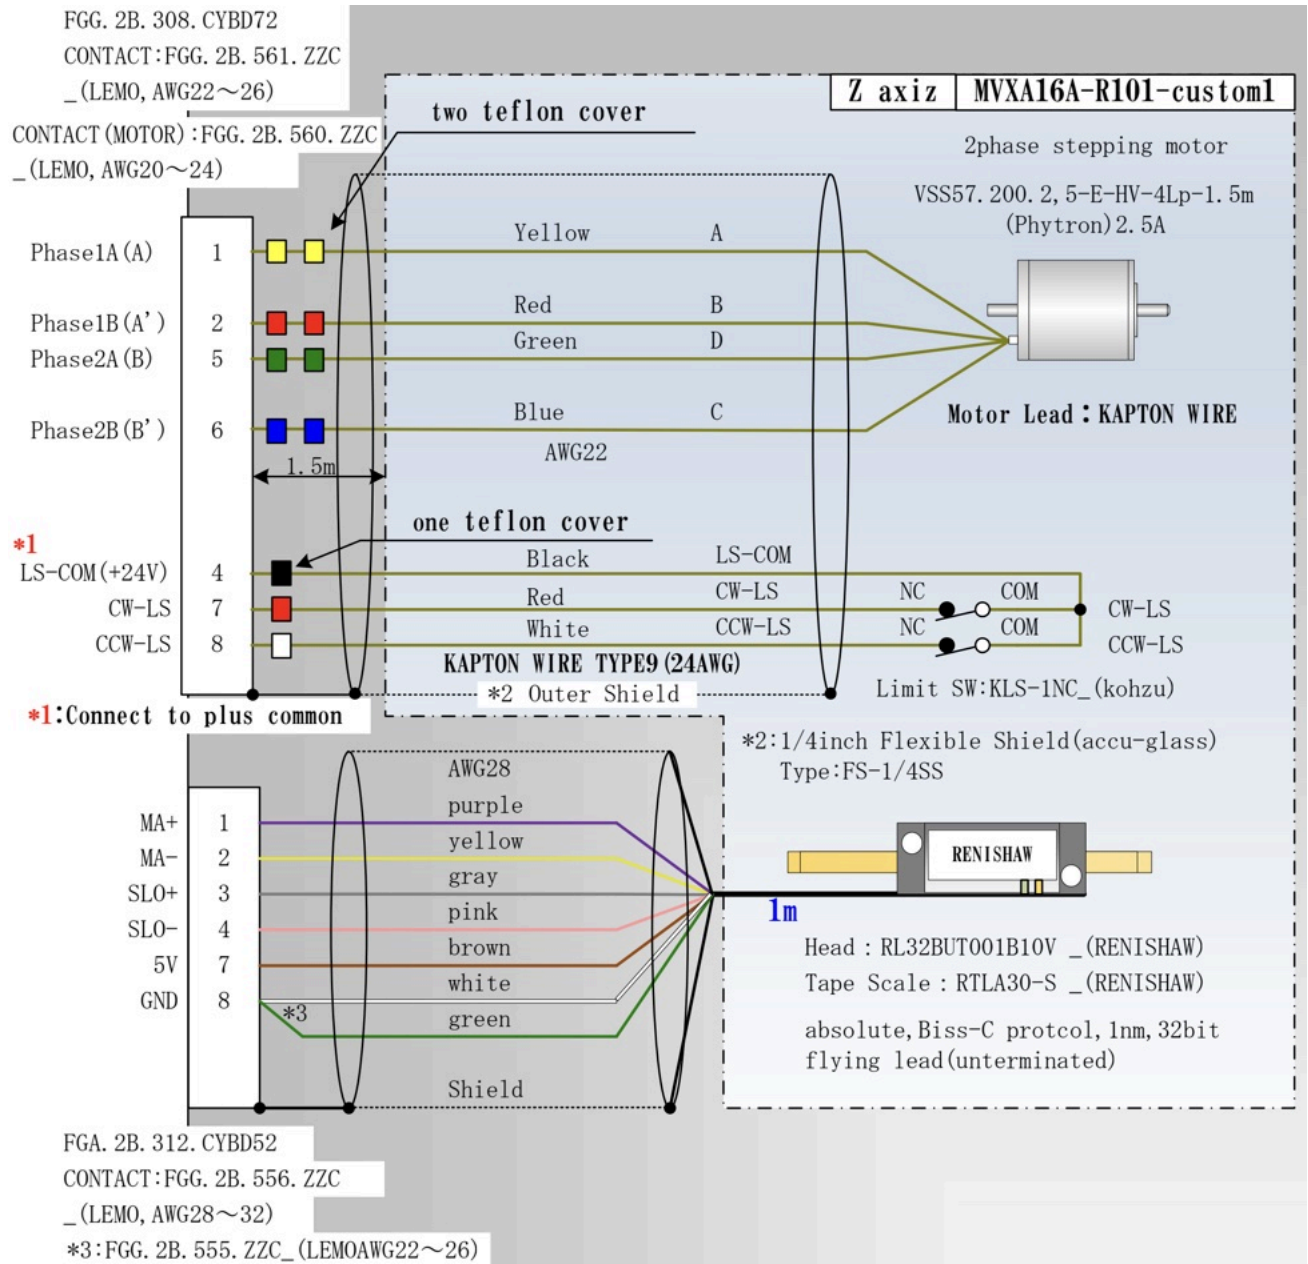 FGG. 2B. 308. CYBD72
CONTACT:FGG. 2B. 561. ZZC
_(LEMO, AWG22～26)
CONTACT(MOTOR):FGG. 2B. 560. ZZC
_(LEMO, AWG20～24)
Z axiz MVXA16A-R101-custom1
two teflon cover
2phase stepping motor
VSS57. 200. 2, 5-E-HV-4Lp-1. 5m
(Phytron) 2. 5A
Phase1A(A) 1 Yellow A
Phase1B(A') 2 Red B
Phase2A(B) 5 Green D
Phase2B(B') 6 Blue C
Motor Lead：KAPTON WIRE
AWG22
1. 5m
one teflon cover
*1
LS-COM(+24V) 4 Black LS-COM
CW-LS 7 Red CW-LS NC COM CW-LS
CCW-LS 8 White CCW-LS NC COM CCW-LS
KAPTON WIRE TYPE9(24AWG)
*2 Outer Shield
Limit SW:KLS-1NC_(kohzu)
*1:Connect to plus common
*2:1/4inch Flexible Shield(accu-glass)
Type:FS-1/4SS
AWG28
MA+ 1 purple
MA- 2 yellow
SLO+ 3 gray
SLO- 4 pink
5V 7 brown
GND 8 white
*3 green
Shield
RENISHAW
1m
Head：RL32BUT001B10V _(RENISHAW)
Tape Scale：RTLA30-S _(RENISHAW)
absolute, Biss-C protcol, 1nm, 32bit
flying lead(unterminated)
FGA. 2B. 312. CYBD52
CONTACT:FGG. 2B. 556. ZZC
_(LEMO, AWG28～32)
*3:FGG. 2B. 555. ZZC_(LEMOAWG22～26)